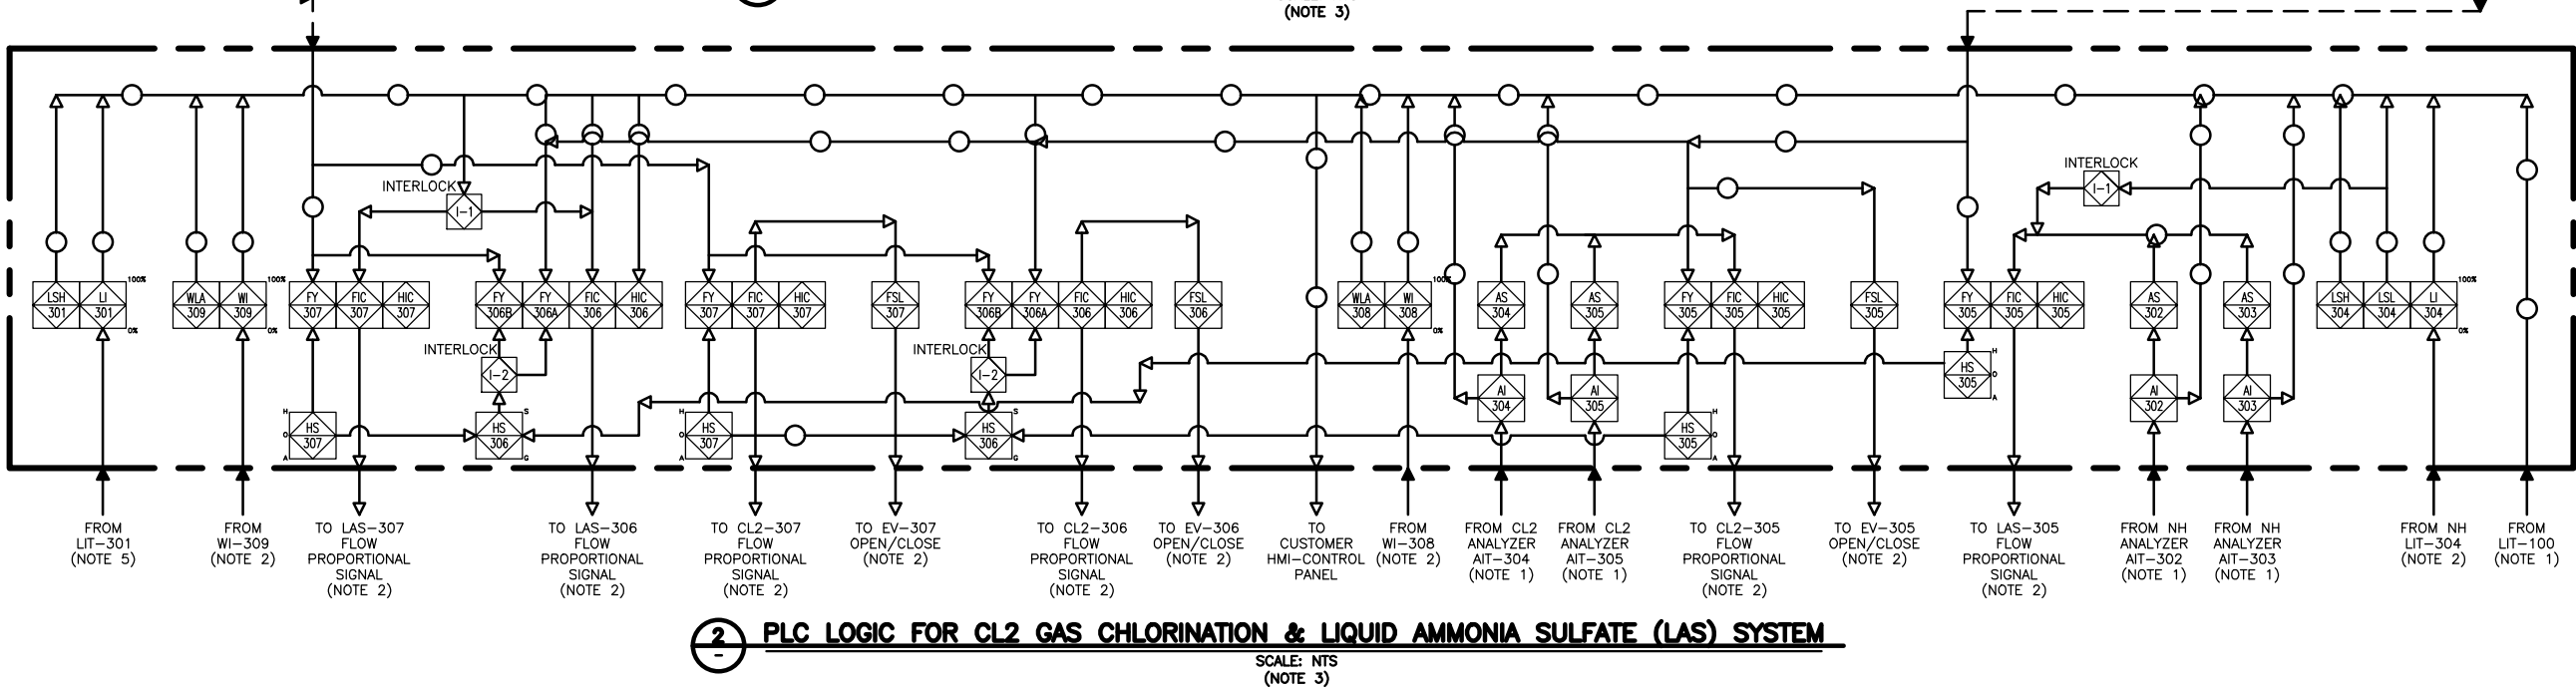 (NOTE 3)
INTERLOCK
INTERLOCK
I-1
I-1
LSH
301
LI
301
100%
0%
WLA
309
WI
309
100%
0%
FY
307
FIC
307
HIC
307
FY
306B
FY
306A
FIC
306
HIC
306
FY
307
FIC
307
HIC
307
FSL
307
FY
306B
FY
306A
FIC
306
HIC
306
FSL
306
WLA
308
WI
308
100%
0%
AS
304
AS
305
FY
305
FIC
305
HIC
305
FSL
305
FY
305
FIC
305
HIC
305
AS
302
AS
303
LSH
304
LSL
304
LI
304
100%
0%
INTERLOCK
I-2
INTERLOCK
I-2
HS
305
H
O
A
AI
304
AI
305
AI
302
AI
303
HS
307
H
O
A
HS
306
S
G
HS
307
H
O
A
HS
306
S
G
HS
305
H
O
A
FROM
LIT-301
(NOTE 5)
FROM
WI-309
(NOTE 2)
TO LAS-307
FLOW
PROPORTIONAL
SIGNAL
(NOTE 2)
TO LAS-306
FLOW
PROPORTIONAL
SIGNAL
(NOTE 2)
TO CL2-307
FLOW
PROPORTIONAL
SIGNAL
(NOTE 2)
TO EV-307
OPEN/CLOSE
(NOTE 2)
TO CL2-306
FLOW
PROPORTIONAL
SIGNAL
(NOTE 2)
TO EV-306
OPEN/CLOSE
(NOTE 2)
TO
CUSTOMER
HMI-CONTROL
PANEL
FROM
WI-308
(NOTE 2)
FROM CL2
ANALYZER
AIT-304
(NOTE 1)
FROM CL2
ANALYZER
AIT-305
(NOTE 1)
TO CL2-305
FLOW
PROPORTIONAL
SIGNAL
(NOTE 2)
TO EV-305
OPEN/CLOSE
(NOTE 2)
TO LAS-305
FLOW
PROPORTIONAL
SIGNAL
(NOTE 2)
FROM NH
ANALYZER
AIT-302
(NOTE 1)
FROM NH
ANALYZER
AIT-303
(NOTE 1)
FROM NH
LIT-304
(NOTE 2)
FROM
LIT-100
(NOTE 1)
2
-
PLC LOGIC FOR CL2 GAS CHLORINATION & LIQUID AMMONIA SULFATE (LAS) SYSTEM
SCALE: NTS
(NOTE 3)